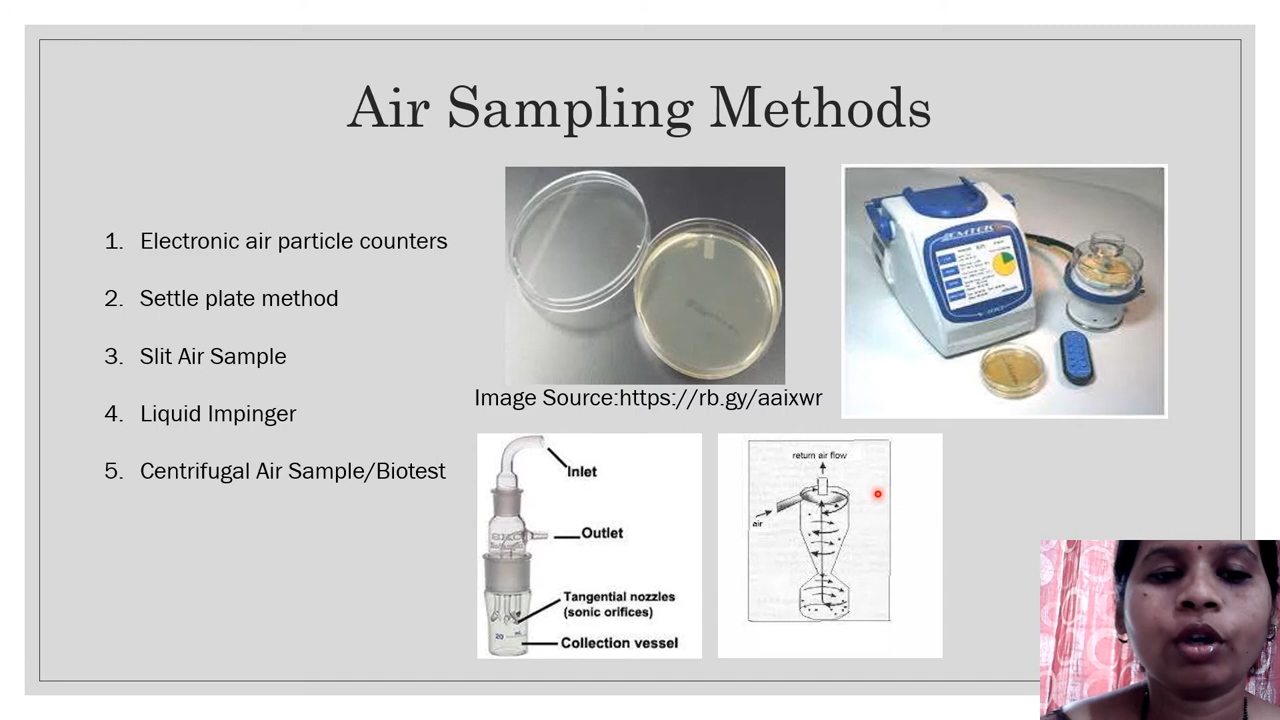 Air Sampling Methods
1. Electronic air particle counters
2. Settle plate method
3. Slit Air Sample
4. Liquid Impinger
5. Centrifugal Air Sample/Biotest
EMTEK
Image Source:https://rb.gy/aaixwr
Inlet
Outlet
Tangential nozzles
(sonic orifices)
20
Collection vessel
return air flow
air